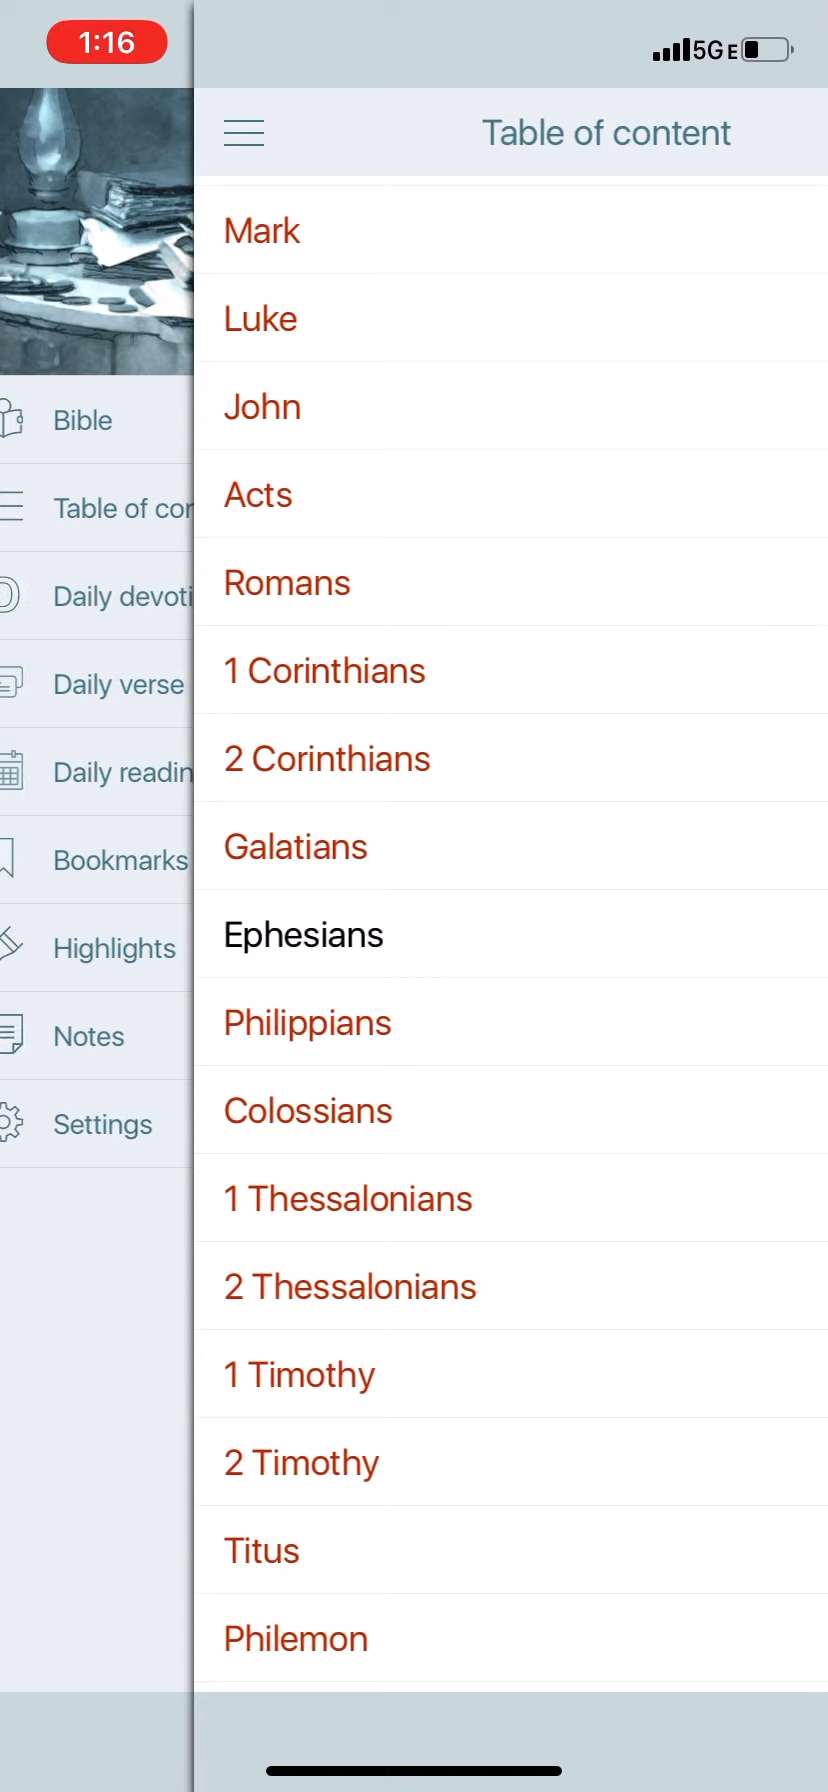 1:16
5G E
Table of content
Bible
Table of cor
Daily devoti
Daily verse
Daily readin
Bookmarks
Highlights
Notes
Settings
Mark
Luke
John
Acts
Romans
1 Corinthians
2 Corinthians
Galatians
Ephesians
Philippians
Colossians
1 Thessalonians
2 Thessalonians
1 Timothy
2 Timothy
Titus
Philemon